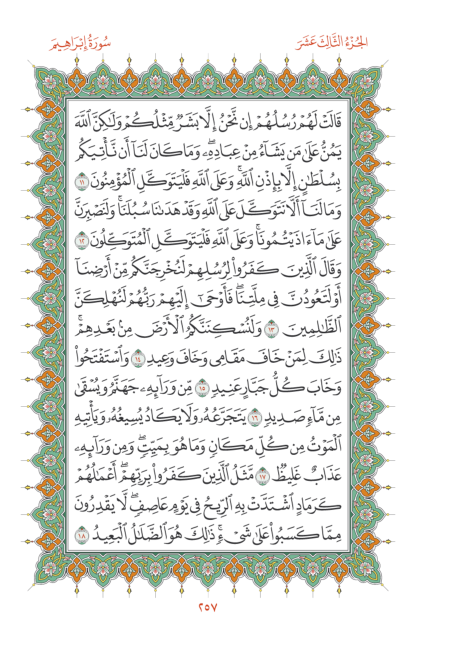 الجُزْءُ الثَّالِثَ عَشَرَ
سُورَةُ إِبْرَاهِيمَ
قَالَتْ لَهُمْ رُسُلُهُمْ إِن نَّحْنُ إِلَّا بَشَرٌ مِّثْلُكُمْ وَلَٰكِنَّ ٱللَّهَ
يَمُنُّ عَلَىٰ مَن يَشَآءُ مِنْ عِبَادِهِۦ وَمَا كَانَ لَنَآ أَن نَّأْتِيَكُم
بِسُلْطَٰنٍ إِلَّا بِإِذْنِ ٱللَّهِ وَعَلَى ٱللَّهِ فَلْيَتَوَكَّلِ ٱلْمُؤْمِنُونَ ١١
وَمَا لَنَآ أَلَّا نَتَوَكَّلَ عَلَى ٱللَّهِ وَقَدْ هَدَىٰنَا سُبُلَنَا وَلَنَصْبِرَنَّ
عَلَىٰ مَآ ءَاذَيْتُمُونَا وَعَلَى ٱللَّهِ فَلْيَتَوَكَّلِ ٱلْمُتَوَكِّلُونَ ١٢
وَقَالَ ٱلَّذِينَ كَفَرُوا۟ لِرُسُلِهِمْ لَنُخْرِجَنَّكُم مِّنْ أَرْضِنَآ
أَوْ لَتَعُودُنَّ فِى مِلَّتِنَا فَأَوْحَىٰٓ إِلَيْهِمْ رَبُّهُمْ لَنُهْلِكَنَّ
ٱلظَّٰلِمِينَ ١٣ وَلَنُسْكِنَنَّكُمُ ٱلْأَرْضَ مِنۢ بَعْدِهِمْ
ذَٰلِكَ لِمَنْ خَافَ مَقَامِى وَخَافَ وَعِيدِ ١٤ وَٱسْتَفْتَحُوا۟
وَخَابَ كُلُّ جَبَّارٍ عَنِيدٍ ١٥ مِّن وَرَآئِهِۦ جَهَنَّمُ وَيُسْقَىٰ
مِن مَّآءٍ صَدِيدٍ ١٦ يَتَجَرَّعُهُۥ وَلَا يَكَادُ يُسِيغُهُۥ وَيَأْتِيهِ
ٱلْمَوْتُ مِن كُلِّ مَكَانٍ وَمَا هُوَ بِمَيِّتٍ وَمِن وَرَآئِهِۦ
عَذَابٌ غَلِيظٌ ١٧ مَّثَلُ ٱلَّذِينَ كَفَرُوا۟ بِرَبِّهِمْ أَعْمَٰلُهُمْ
كَرَمَادٍ ٱشْتَدَّتْ بِهِ ٱلرِّيحُ فِى يَوْمٍ عَاصِفٍ لَّا يَقْدِرُونَ
مِمَّا كَسَبُوا۟ عَلَىٰ شَىْءٍ ذَٰلِكَ هُوَ ٱلضَّلَٰلُ ٱلْبَعِيدُ ١٨
٢٥٧